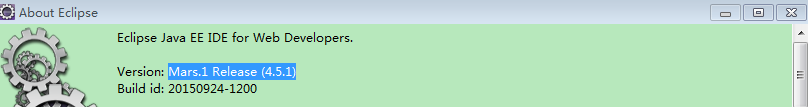 About Eclipse
Eclipse Java EE IDE for Web Developers.
Version: Mars.1 Release (4.5.1)
Build id: 20150924-1200